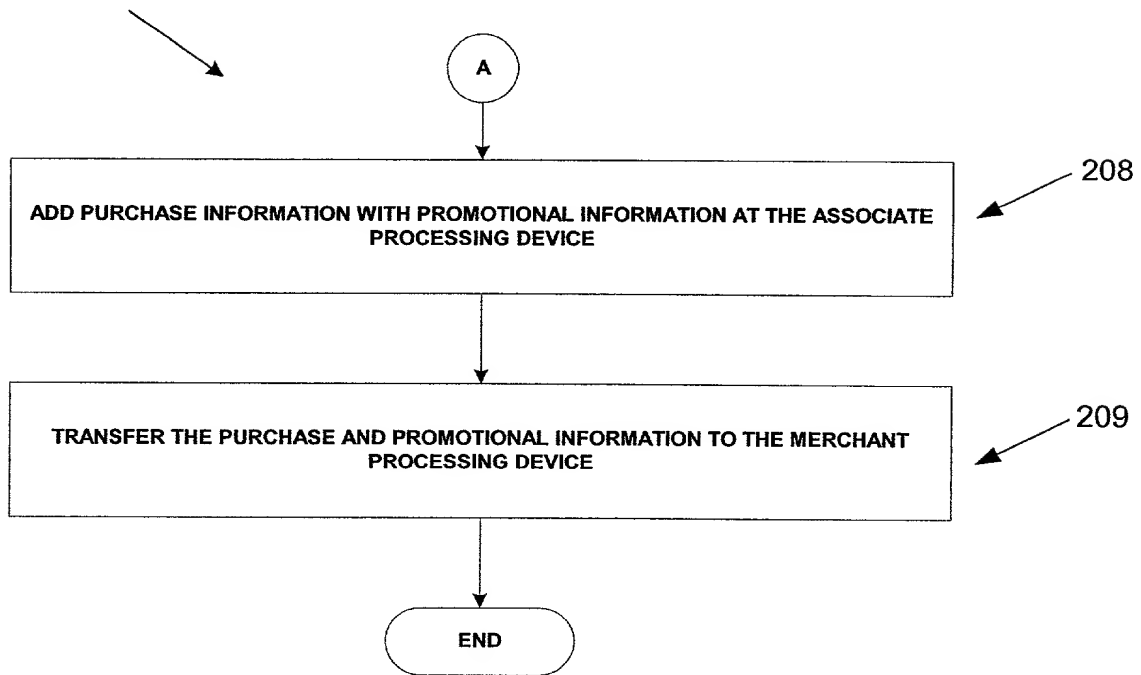 A
ADD PURCHASE INFORMATION WITH PROMOTIONAL INFORMATION AT THE ASSOCIATE
PROCESSING DEVICE
208
TRANSFER THE PURCHASE AND PROMOTIONAL INFORMATION TO THE MERCHANT
PROCESSING DEVICE
209
END